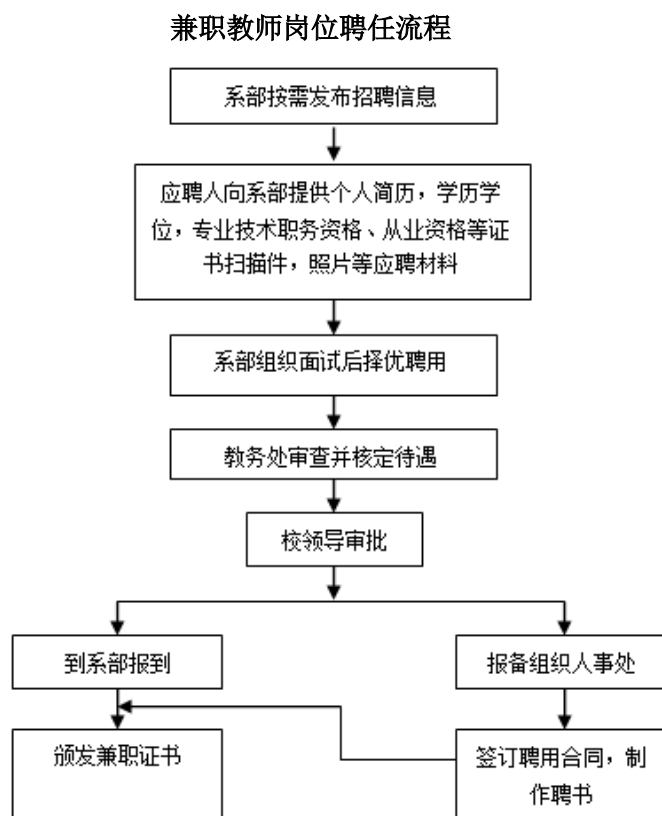 兼职教师岗位聘任流程
系部按需发布招聘信息
应聘人向系部提供个人简历，学历学
位，专业技术职务资格、从业资格等证
书扫描件，照片等应聘材料
系部组织面试后择优聘用
教务处审查并核定待遇
校领导审批
到系部报到
报备组织人事处
颁发兼职证书
签订聘用合同，制
作聘书